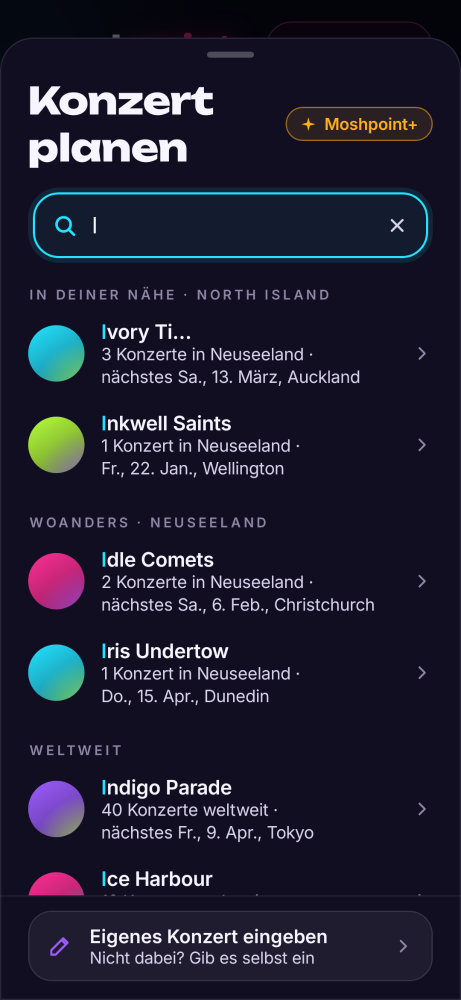 Konzert
planen
Moshpoint+
I
IN DEINER NÄHE · NORTH ISLAND
Ivory Ti...
3 Konzerte in Neuseeland ·
nächstes Sa., 13. März, Auckland
Inkwell Saints
1 Konzert in Neuseeland ·
Fr., 22. Jan., Wellington
WOANDERS · NEUSEELAND
Idle Comets
2 Konzerte in Neuseeland ·
nächstes Sa., 6. Feb., Christchurch
Iris Undertow
1 Konzert in Neuseeland ·
Do., 15. Apr., Dunedin
WELTWEIT
Indigo Parade
40 Konzerte weltweit ·
nächstes Fr., 9. Apr., Tokyo
Ice Harbour
Eigenes Konzert eingeben
Nicht dabei? Gib es selbst ein